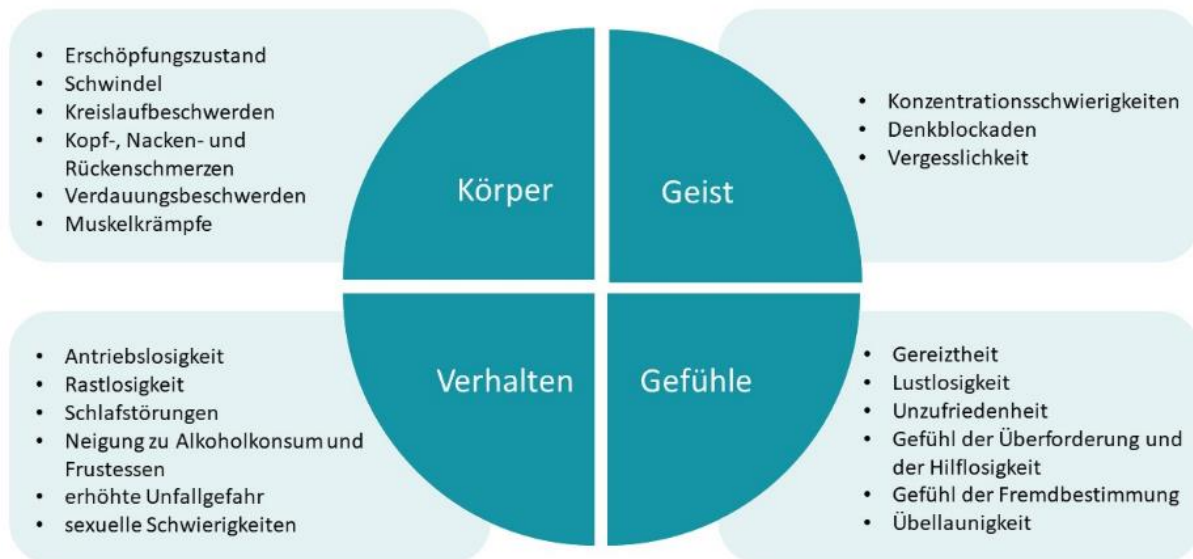 • Erschöpfungszustand
• Schwindel
• Kreislaufbeschwerden
• Kopf-, Nacken- und
Rückenschmerzen
• Verdauungsbeschwerden
• Muskelkrämpfe
Körper
Geist
• Konzentrationsschwierigkeiten
• Denkblockaden
• Vergesslichkeit
• Antriebslosigkeit
• Rastlosigkeit
• Schlafstörungen
• Neigung zu Alkoholkonsum und
Frustessen
• erhöhte Unfallgefahr
• sexuelle Schwierigkeiten
Verhalten
Gefühle
• Gereiztheit
• Lustlosigkeit
• Unzufriedenheit
• Gefühl der Überforderung und
der Hilflosigkeit
• Gefühl der Fremdbestimmung
• Übellaunigkeit